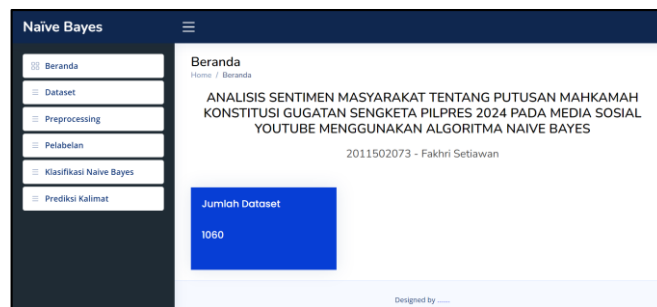 Naïve Bayes
Beranda
Dataset
Preprocessing
Pelabelan
Klasifikasi Naive Bayes
Prediksi Kalimat
Beranda
Home / Beranda
ANALISIS SENTIMEN MASYARAKAT TENTANG PUTUSAN MAHKAMAH
KONSTITUSI GUGATAN SENGKETA PILPRES 2024 PADA MEDIA SOSIAL
YOUTUBE MENGGUNAKAN ALGORITMA NAIVE BAYES
2011502073 - Fakhri Setiawan
Jumlah Dataset
1060
Designed by .......